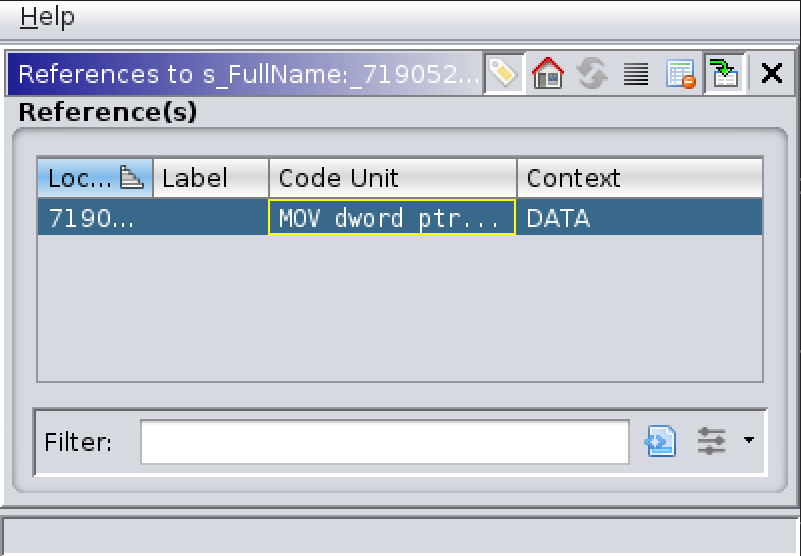 Help
References to s_FullName:_719052...
Reference(s)
Loc... Label Code Unit Context
7190... MOV dword ptr... DATA
Filter: